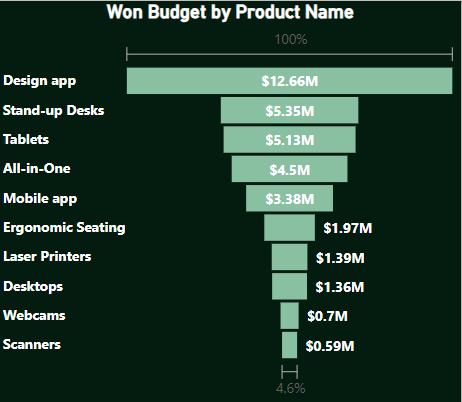 Won Budget by Product Name
100%
Design app $12.66M
Stand-up Desks $5.35M
Tablets $5.13M
All-in-One $4.5M
Mobile app $3.38M
Ergonomic Seating $1.97M
Laser Printers $1.39M
Desktops $1.36M
Webcams $0.7M
Scanners $0.59M
4.6%